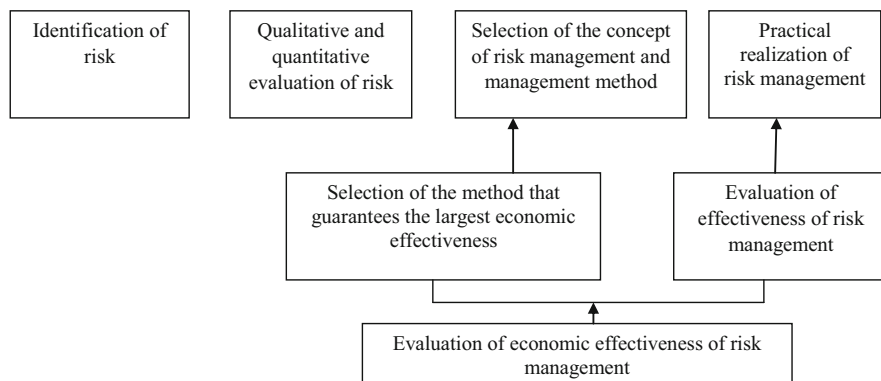 Identification of
risk
Qualitative and
quantitative
evaluation of risk
Selection of the concept
of risk management and
management method
Practical
realization of
risk management
Selection of the method that
guarantees the largest economic
effectiveness
Evaluation of
effectiveness of risk
management
Evaluation of economic effectiveness of risk
management